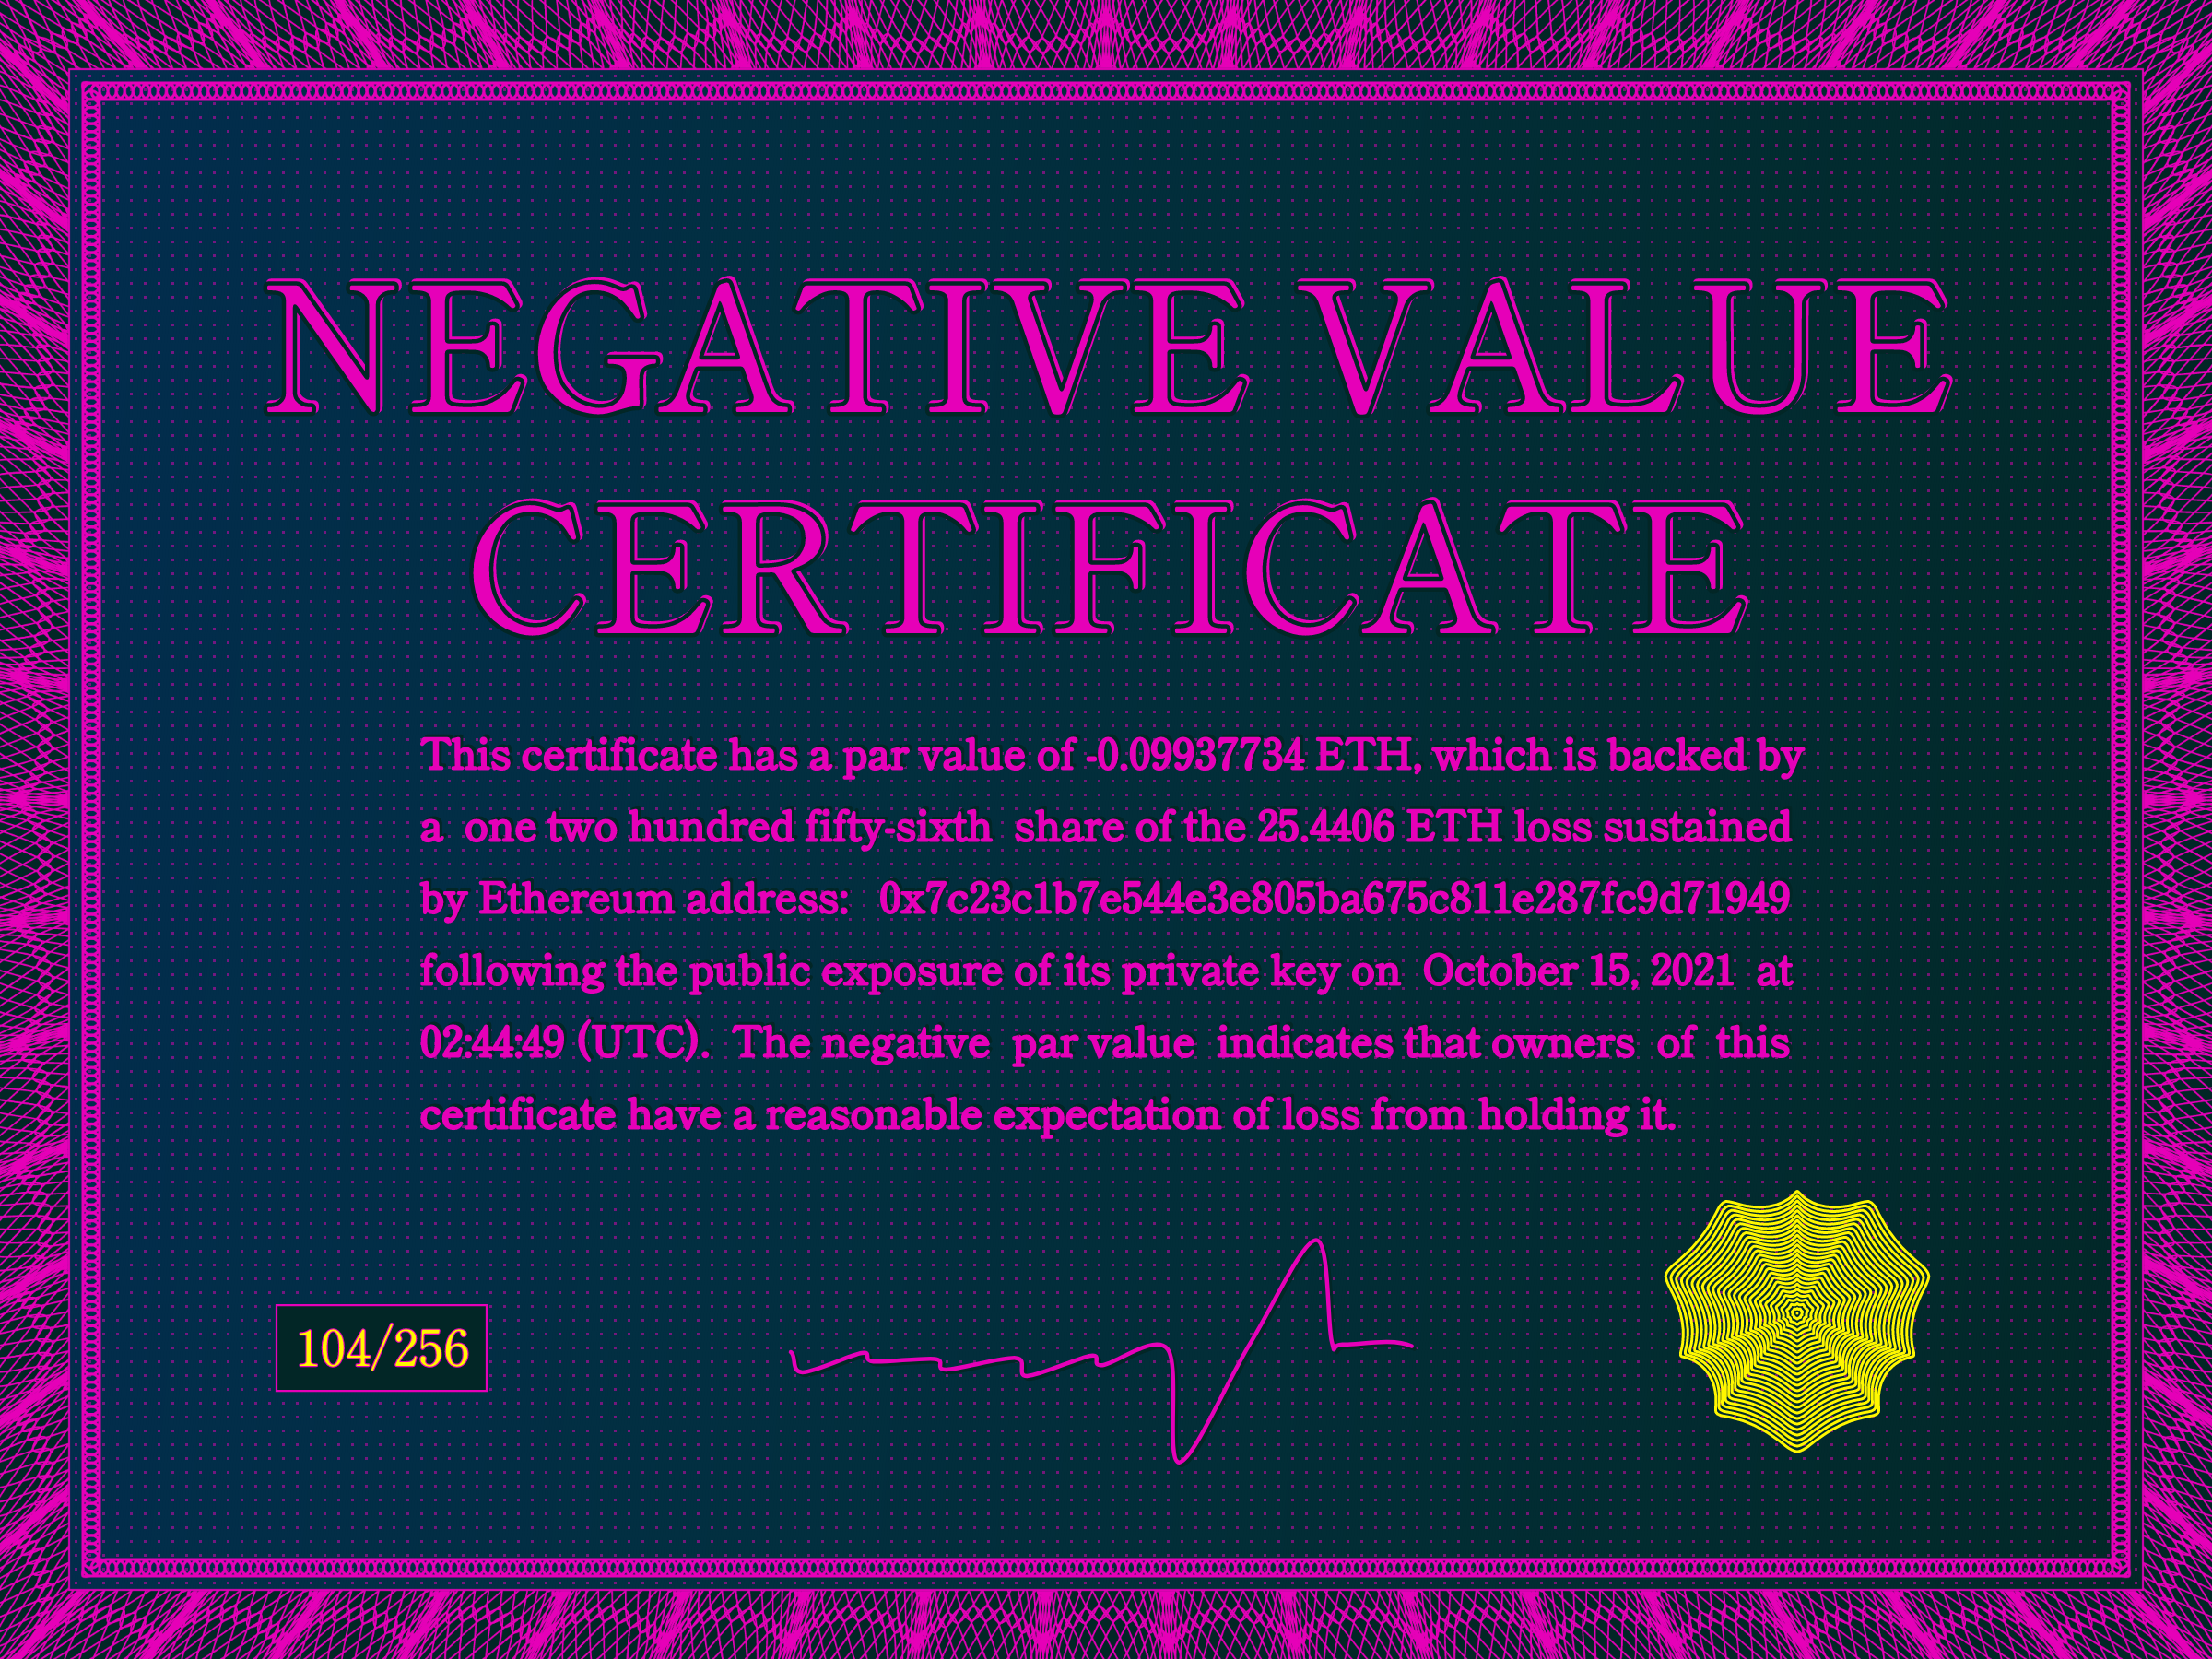 NEGATIVE VALUE
CERTIFICATE
This certificate has a par value of -0.09937734 ETH, which is backed by
a one two hundred fifty-sixth share of the 25.4406 ETH loss sustained
by Ethereum address: 0x7c23c1b7e544e3e805ba675c811e287fc9d71949
following the public exposure of its private key on October 15, 2021 at
02:44:49 (UTC). The negative par value indicates that owners of this
certificate have a reasonable expectation of loss from holding it.
104/256